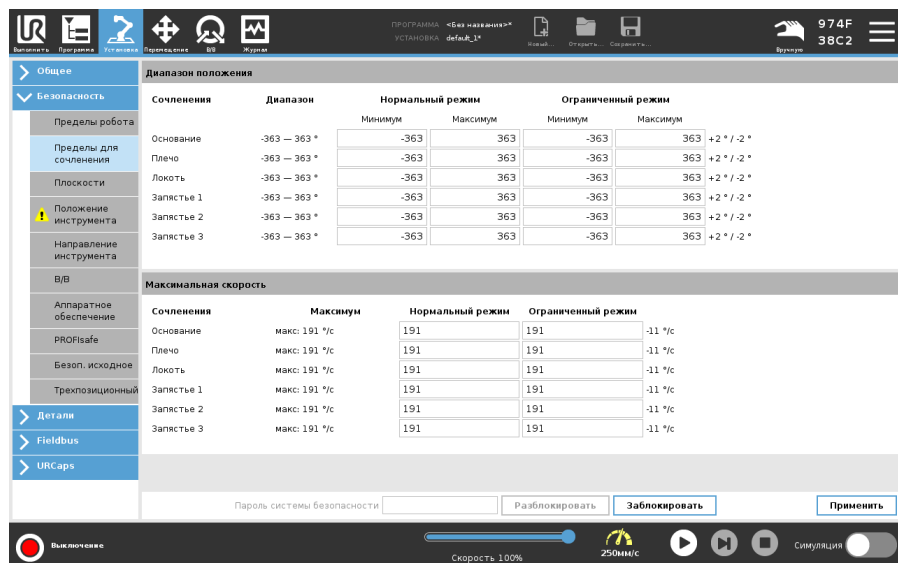 ПРОГРАММА <Без названия>*
УСТАНОВКА default_1*
Выполнить Программа Установка Перемещение В/В Журнал Новый... Открыть... Сохранить... Вручную 974F
38C2
Общее
Безопасность
Пределы робота
Пределы для
сочленения
Плоскости
Положение
инструмента
Направление
инструмента
В/В
Аппаратное
обеспечение
PROFIsafe
Безоп. исходное
Трехпозиционный
Детали
Fieldbus
URCaps
Диапазон положения
Сочленения Диапазон Нормальный режим Ограниченный режим
Минимум Максимум Минимум Максимум
Основание -363 — 363 ° -363 363 -363 363 +2 ° / -2 °
Плечо -363 — 363 ° -363 363 -363 363 +2 ° / -2 °
Локоть -363 — 363 ° -363 363 -363 363 +2 ° / -2 °
Запястье 1 -363 — 363 ° -363 363 -363 363 +2 ° / -2 °
Запястье 2 -363 — 363 ° -363 363 -363 363 +2 ° / -2 °
Запястье 3 -363 — 363 ° -363 363 -363 363 +2 ° / -2 °
Максимальная скорость
Сочленения Максимум Нормальный режим Ограниченный режим
Основание макс: 191 °/с 191 191 -11 °/с
Плечо макс: 191 °/с 191 191 -11 °/с
Локоть макс: 191 °/с 191 191 -11 °/с
Запястье 1 макс: 191 °/с 191 191 -11 °/с
Запястье 2 макс: 191 °/с 191 191 -11 °/с
Запястье 3 макс: 191 °/с 191 191 -11 °/с
Пароль системы безопасности Разблокировать Заблокировать Применить
Выключение Скорость 100% 250мм/с Симуляция